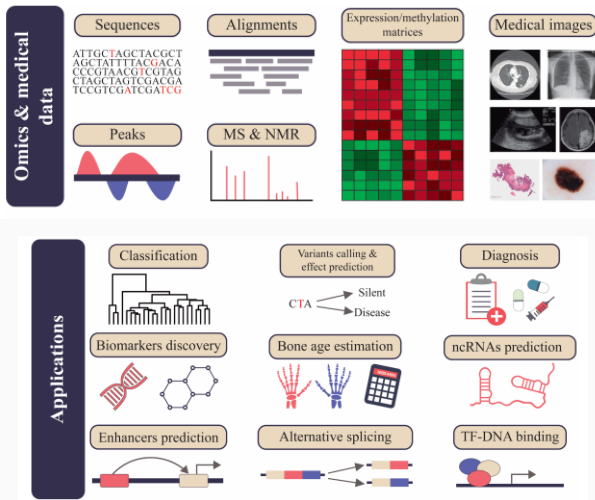 Omics & medical
data
Sequences
ATTGCTAGCTACGCT
AGCTATTTTACGACA
CCCGTAACGTCGTAG
CTAGCTAGTCGACGA
TCCGTCGATCGATCG
Alignments
Expression/methylation
matrices
Medical images
Peaks
MS & NMR
Applications
Classification
Variants calling &
effect prediction
CTA
Silent
Disease
Diagnosis
Biomarkers discovery
Bone age estimation
ncRNAs prediction
Enhancers prediction
Alternative splicing
TF-DNA binding